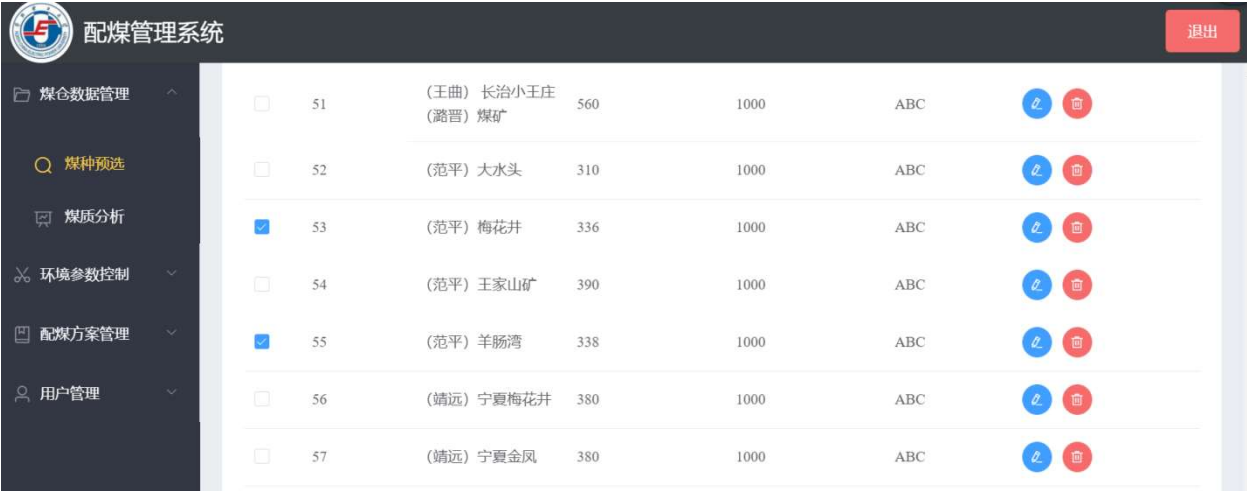 配煤管理系统
退出
煤仓数据管理
煤种预选
煤质分析
环境参数控制
配煤方案管理
用户管理
51 (王曲) 长治小王庄 560 1000 ABC
(潞晋) 煤矿
52 (范平) 大水头 310 1000 ABC
53 (范平) 梅花井 336 1000 ABC
54 (范平) 王家山矿 390 1000 ABC
55 (范平) 羊肠湾 338 1000 ABC
56 (靖远) 宁夏梅花井 380 1000 ABC
57 (靖远) 宁夏金凤 380 1000 ABC